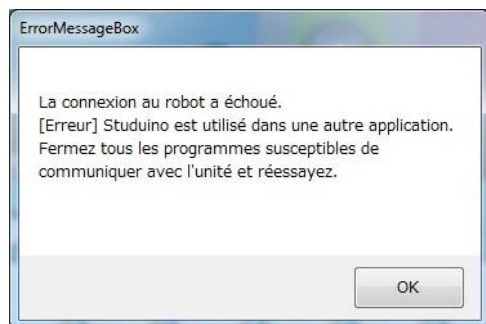 ErrorMessageBox
La connexion au robot a échoué.
[Erreur] Studuino est utilisé dans une autre application.
Fermez tous les programmes susceptibles de
communiquer avec l'unité et réessayez.
OK